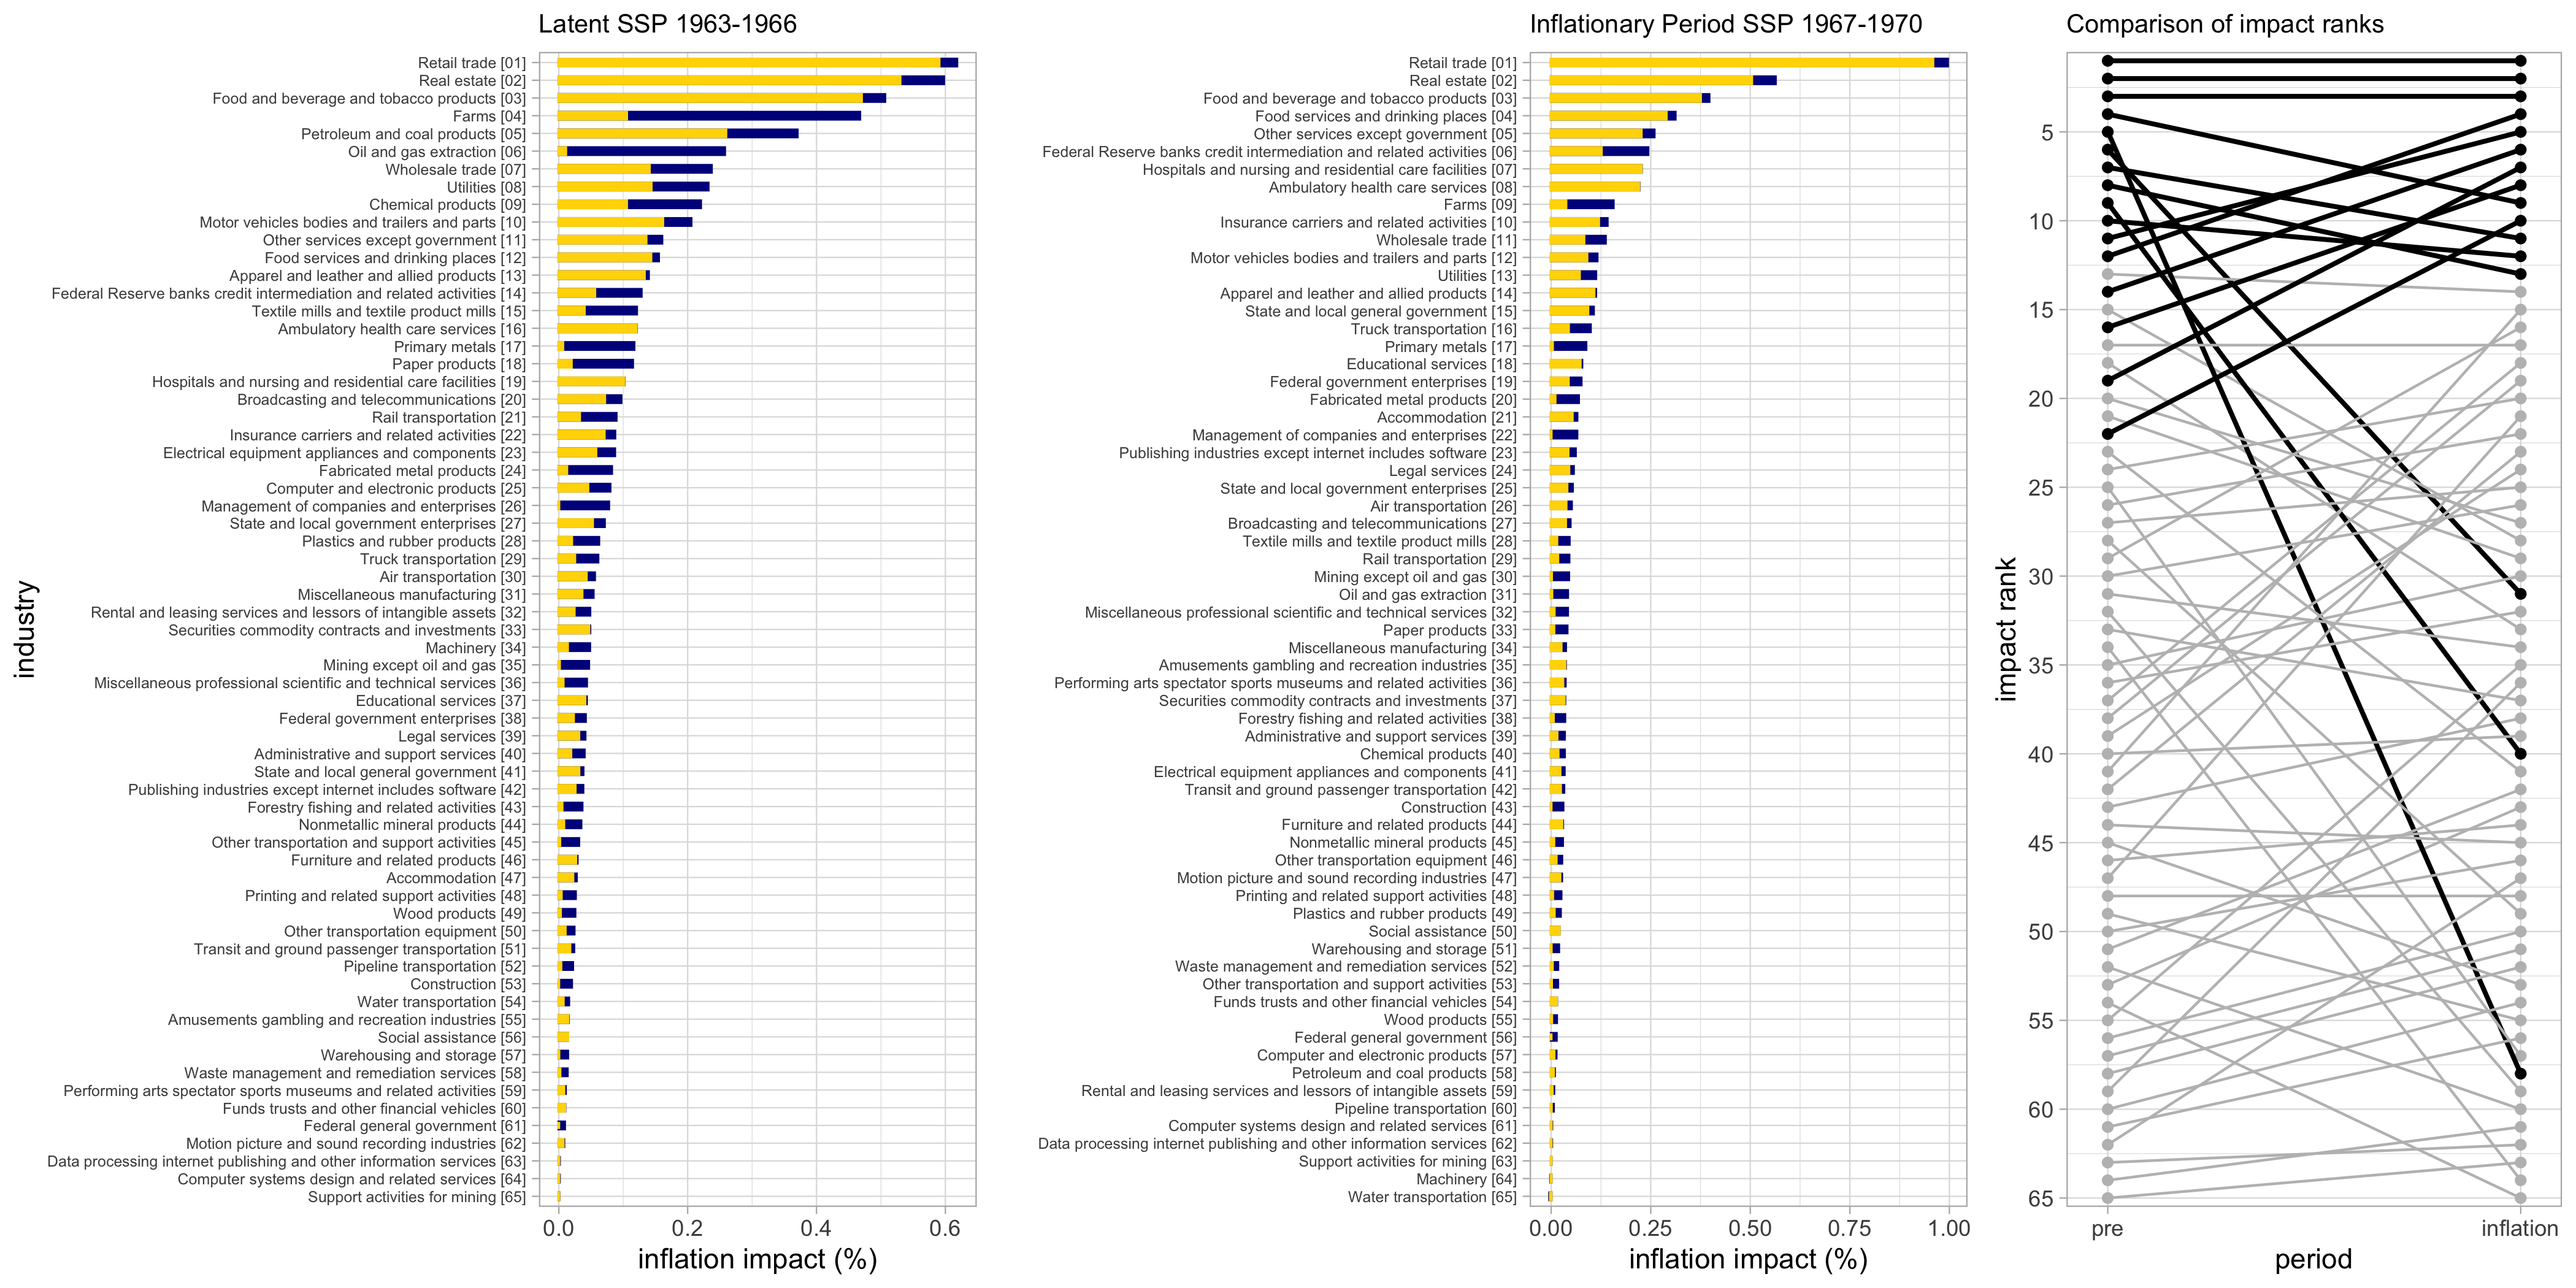 Latent SSP 1963-1966
Retail trade [01]
Real estate [02]
Food and beverage and tobacco products [03]
Farms [04]
Petroleum and coal products [05]
Oil and gas extraction [06]
Wholesale trade [07]
Utilities [08]
Chemical products [09]
Motor vehicles bodies and trailers and parts [10]
Other services except government [11]
Food services and drinking places [12]
Apparel and leather and allied products [13]
Federal Reserve banks credit intermediation and related activities [14]
Textile mills and textile product mills [15]
Ambulatory health care services [16]
Primary metals [17]
Paper products [18]
Hospitals and nursing and residential care facilities [19]
Broadcasting and telecommunications [20]
Rail transportation [21]
Insurance carriers and related activities [22]
Electrical equipment appliances and components [23]
Fabricated metal products [24]
Computer and electronic products [25]
Management of companies and enterprises [26]
State and local government enterprises [27]
Plastics and rubber products [28]
Truck transportation [29]
Air transportation [30]
Miscellaneous manufacturing [31]
Rental and leasing services and lessors of intangible assets [32]
Securities commodity contracts and investments [33]
Machinery [34]
Mining except oil and gas [35]
Miscellaneous professional scientific and technical services [36]
Educational services [37]
Federal government enterprises [38]
Legal services [39]
Administrative and support services [40]
State and local general government [41]
Publishing industries except internet includes software [42]
Forestry fishing and related activities [43]
Nonmetallic mineral products [44]
Other transportation and support activities [45]
Furniture and related products [46]
Accommodation [47]
Printing and related support activities [48]
Wood products [49]
Other transportation equipment [50]
Transit and ground passenger transportation [51]
Pipeline transportation [52]
Construction [53]
Water transportation [54]
Amusements gambling and recreation industries [55]
Social assistance [56]
Warehousing and storage [57]
Waste management and remediation services [58]
Performing arts spectator sports museums and related activities [59]
Funds trusts and other financial vehicles [60]
Federal general government [61]
Motion picture and sound recording industries [62]
Data processing internet publishing and other information services [63]
Computer systems design and related services [64]
Support activities for mining [65]
industry
0.0 0.2 0.4 0.6
inflation impact (%)
Inflationary Period SSP 1967-1970
Retail trade [01]
Real estate [02]
Food and beverage and tobacco products [03]
Food services and drinking places [04]
Other services except government [05]
Federal Reserve banks credit intermediation and related activities [06]
Hospitals and nursing and residential care facilities [07]
Ambulatory health care services [08]
Farms [09]
Insurance carriers and related activities [10]
Wholesale trade [11]
Motor vehicles bodies and trailers and parts [12]
Utilities [13]
Apparel and leather and allied products [14]
State and local general government [15]
Truck transportation [16]
Primary metals [17]
Educational services [18]
Federal government enterprises [19]
Fabricated metal products [20]
Accommodation [21]
Management of companies and enterprises [22]
Publishing industries except internet includes software [23]
Legal services [24]
State and local government enterprises [25]
Air transportation [26]
Broadcasting and telecommunications [27]
Textile mills and textile product mills [28]
Rail transportation [29]
Mining except oil and gas [30]
Oil and gas extraction [31]
Miscellaneous professional scientific and technical services [32]
Paper products [33]
Miscellaneous manufacturing [34]
Amusements gambling and recreation industries [35]
Performing arts spectator sports museums and related activities [36]
Securities commodity contracts and investments [37]
Forestry fishing and related activities [38]
Administrative and support services [39]
Chemical products [40]
Electrical equipment appliances and components [41]
Transit and ground passenger transportation [42]
Construction [43]
Furniture and related products [44]
Nonmetallic mineral products [45]
Other transportation equipment [46]
Motion picture and sound recording industries [47]
Printing and related support activities [48]
Plastics and rubber products [49]
Social assistance [50]
Warehousing and storage [51]
Waste management and remediation services [52]
Other transportation and support activities [53]
Funds trusts and other financial vehicles [54]
Wood products [55]
Federal general government [56]
Computer and electronic products [57]
Petroleum and coal products [58]
Rental and leasing services and lessors of intangible assets [59]
Pipeline transportation [60]
Computer systems design and related services [61]
Data processing internet publishing and other information services [62]
Support activities for mining [63]
Machinery [64]
Water transportation [65]
0.00 0.25 0.50 0.75 1.00
inflation impact (%)
Comparison of impact ranks
5
10
15
20
25
30
35
40
45
50
55
60
65
impact rank
pre inflation
period